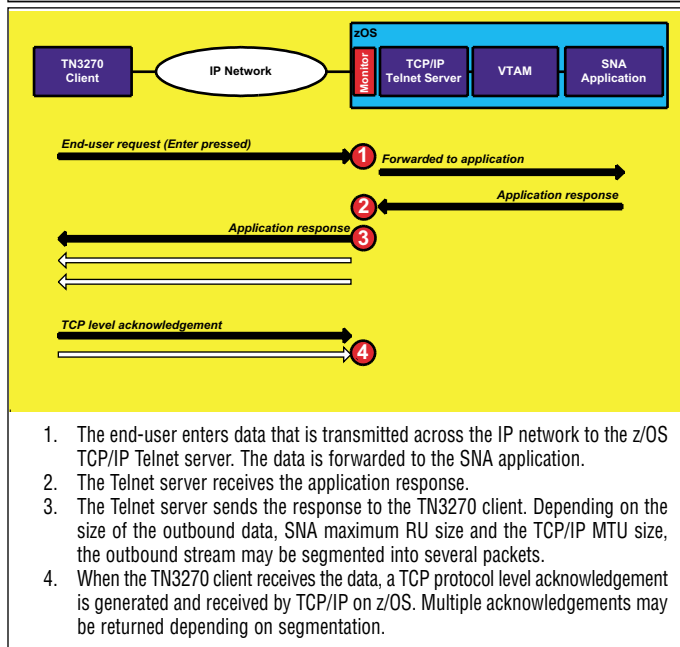 zOS
TN3270
Client
IP Network
Monitor
TCP/IP
Telnet Server
VTAM
SNA
Application
End-user request (Enter pressed)
1
Forwarded to application
2
Application response
Application response
3
TCP level acknowledgement
4
1. The end-user enters data that is transmitted across the IP network to the z/OS
TCP/IP Telnet server. The data is forwarded to the SNA application.
2. The Telnet server receives the application response.
3. The Telnet server sends the response to the TN3270 client. Depending on the
size of the outbound data, SNA maximum RU size and the TCP/IP MTU size,
the outbound stream may be segmented into several packets.
4. When the TN3270 client receives the data, a TCP protocol level acknowledgement
is generated and received by TCP/IP on z/OS. Multiple acknowledgements may
be returned depending on segmentation.